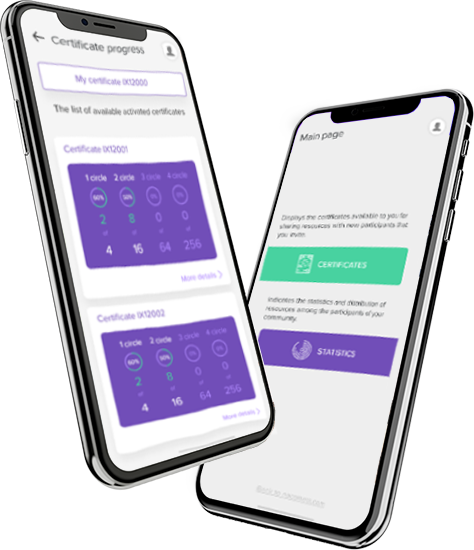 Certificate progress
My certificate IX12000
The list of available activated certificates
Certificate IX12001
1 circle 2 circle 3 circle 4 circle
60% 50% 0% 0%
2 8 0 0
of of of of
4 16 64 256
More details >
Certificate IX12002
1 circle 2 circle 3 circle 4 circle
60% 50% 0% 0%
2 8 0 0
of of of of
4 16 64 256
More details >
Main page
Displays the certificates available to you for
sharing resources with new participants that
you invite.
CERTIFICATES
Indicates the statistics and distribution of
resources among the participants of your
community.
STATISTICS